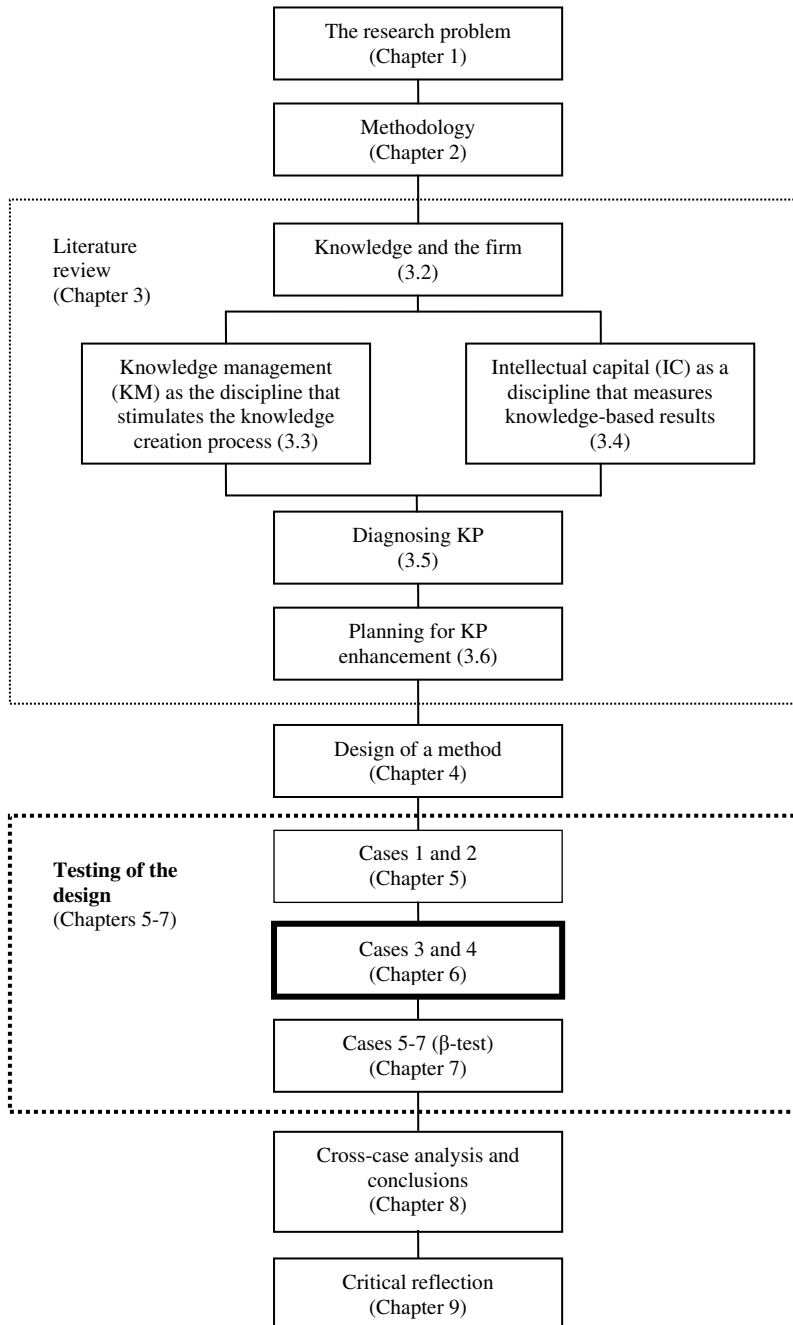 The research problem
(Chapter 1)
Methodology
(Chapter 2)
Literature
review
(Chapter 3)
Knowledge and the firm
(3.2)
Knowledge management
(KM) as the discipline that
stimulates the knowledge
creation process (3.3)
Intellectual capital (IC) as a
discipline that measures
knowledge-based results
(3.4)
Diagnosing KP
(3.5)
Planning for KP
enhancement (3.6)
Design of a method
(Chapter 4)
Testing of the
design
(Chapters 5-7)
Cases 1 and 2
(Chapter 5)
Cases 3 and 4
(Chapter 6)
Cases 5-7 (β-test)
(Chapter 7)
Cross-case analysis and
conclusions
(Chapter 8)
Critical reflection
(Chapter 9)